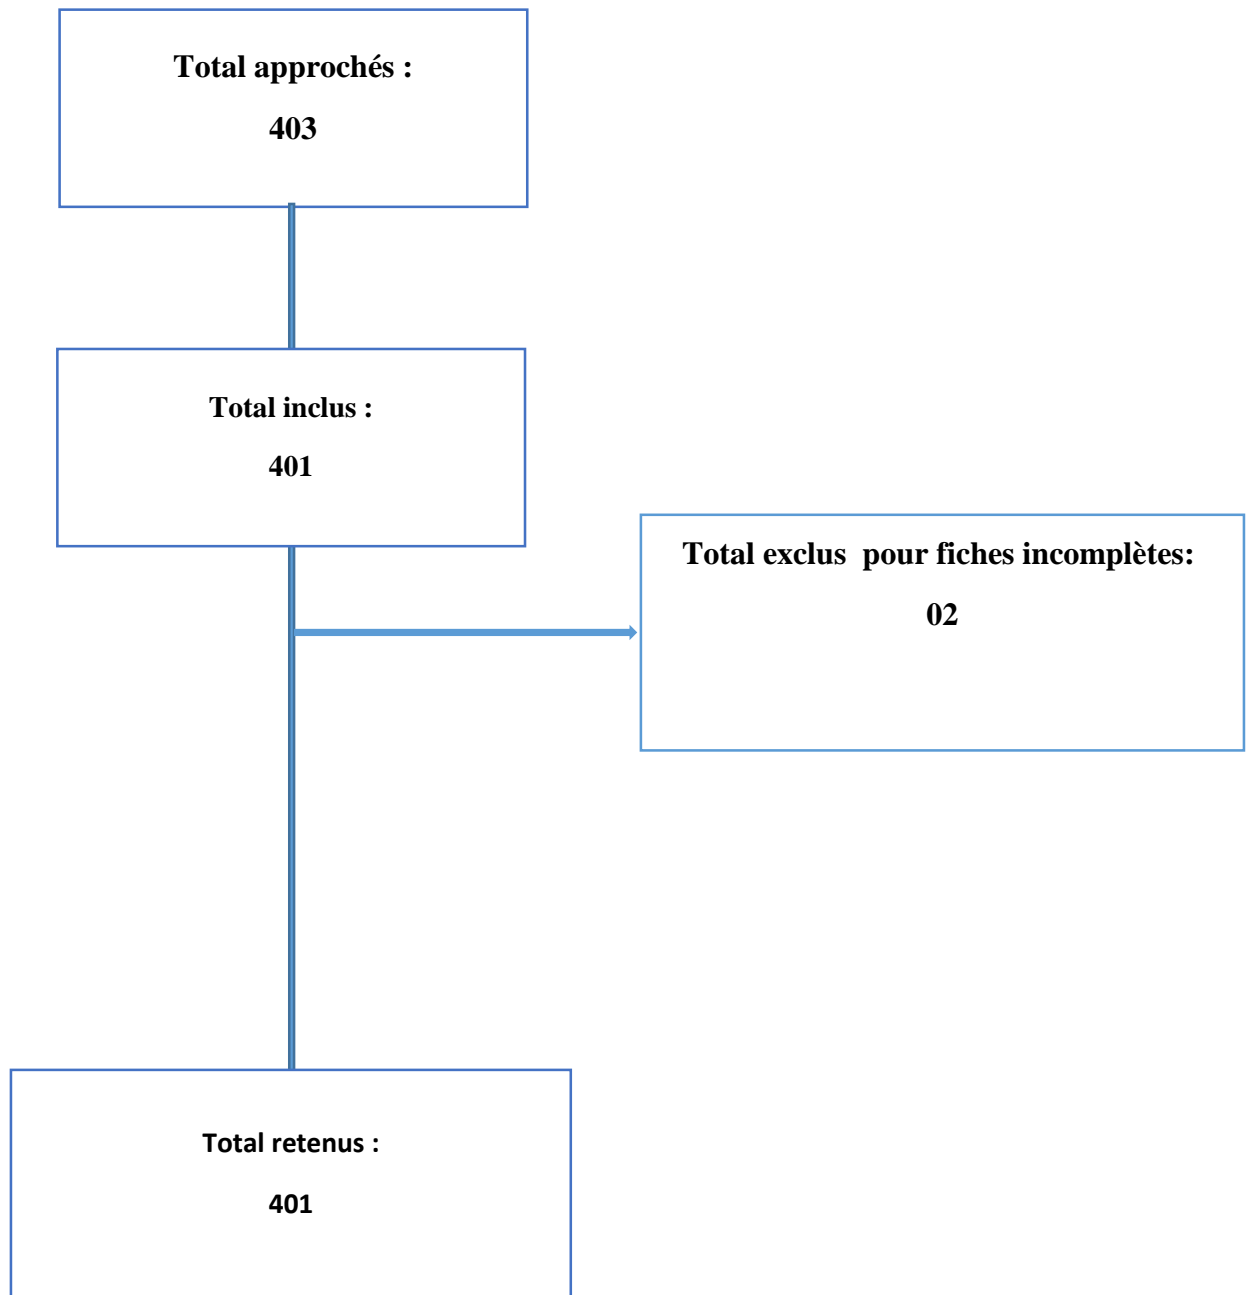 Total approchés :
403
Total inclus :
401
Total exclus  pour fiches incomplètes:
02
Total retenus :
401